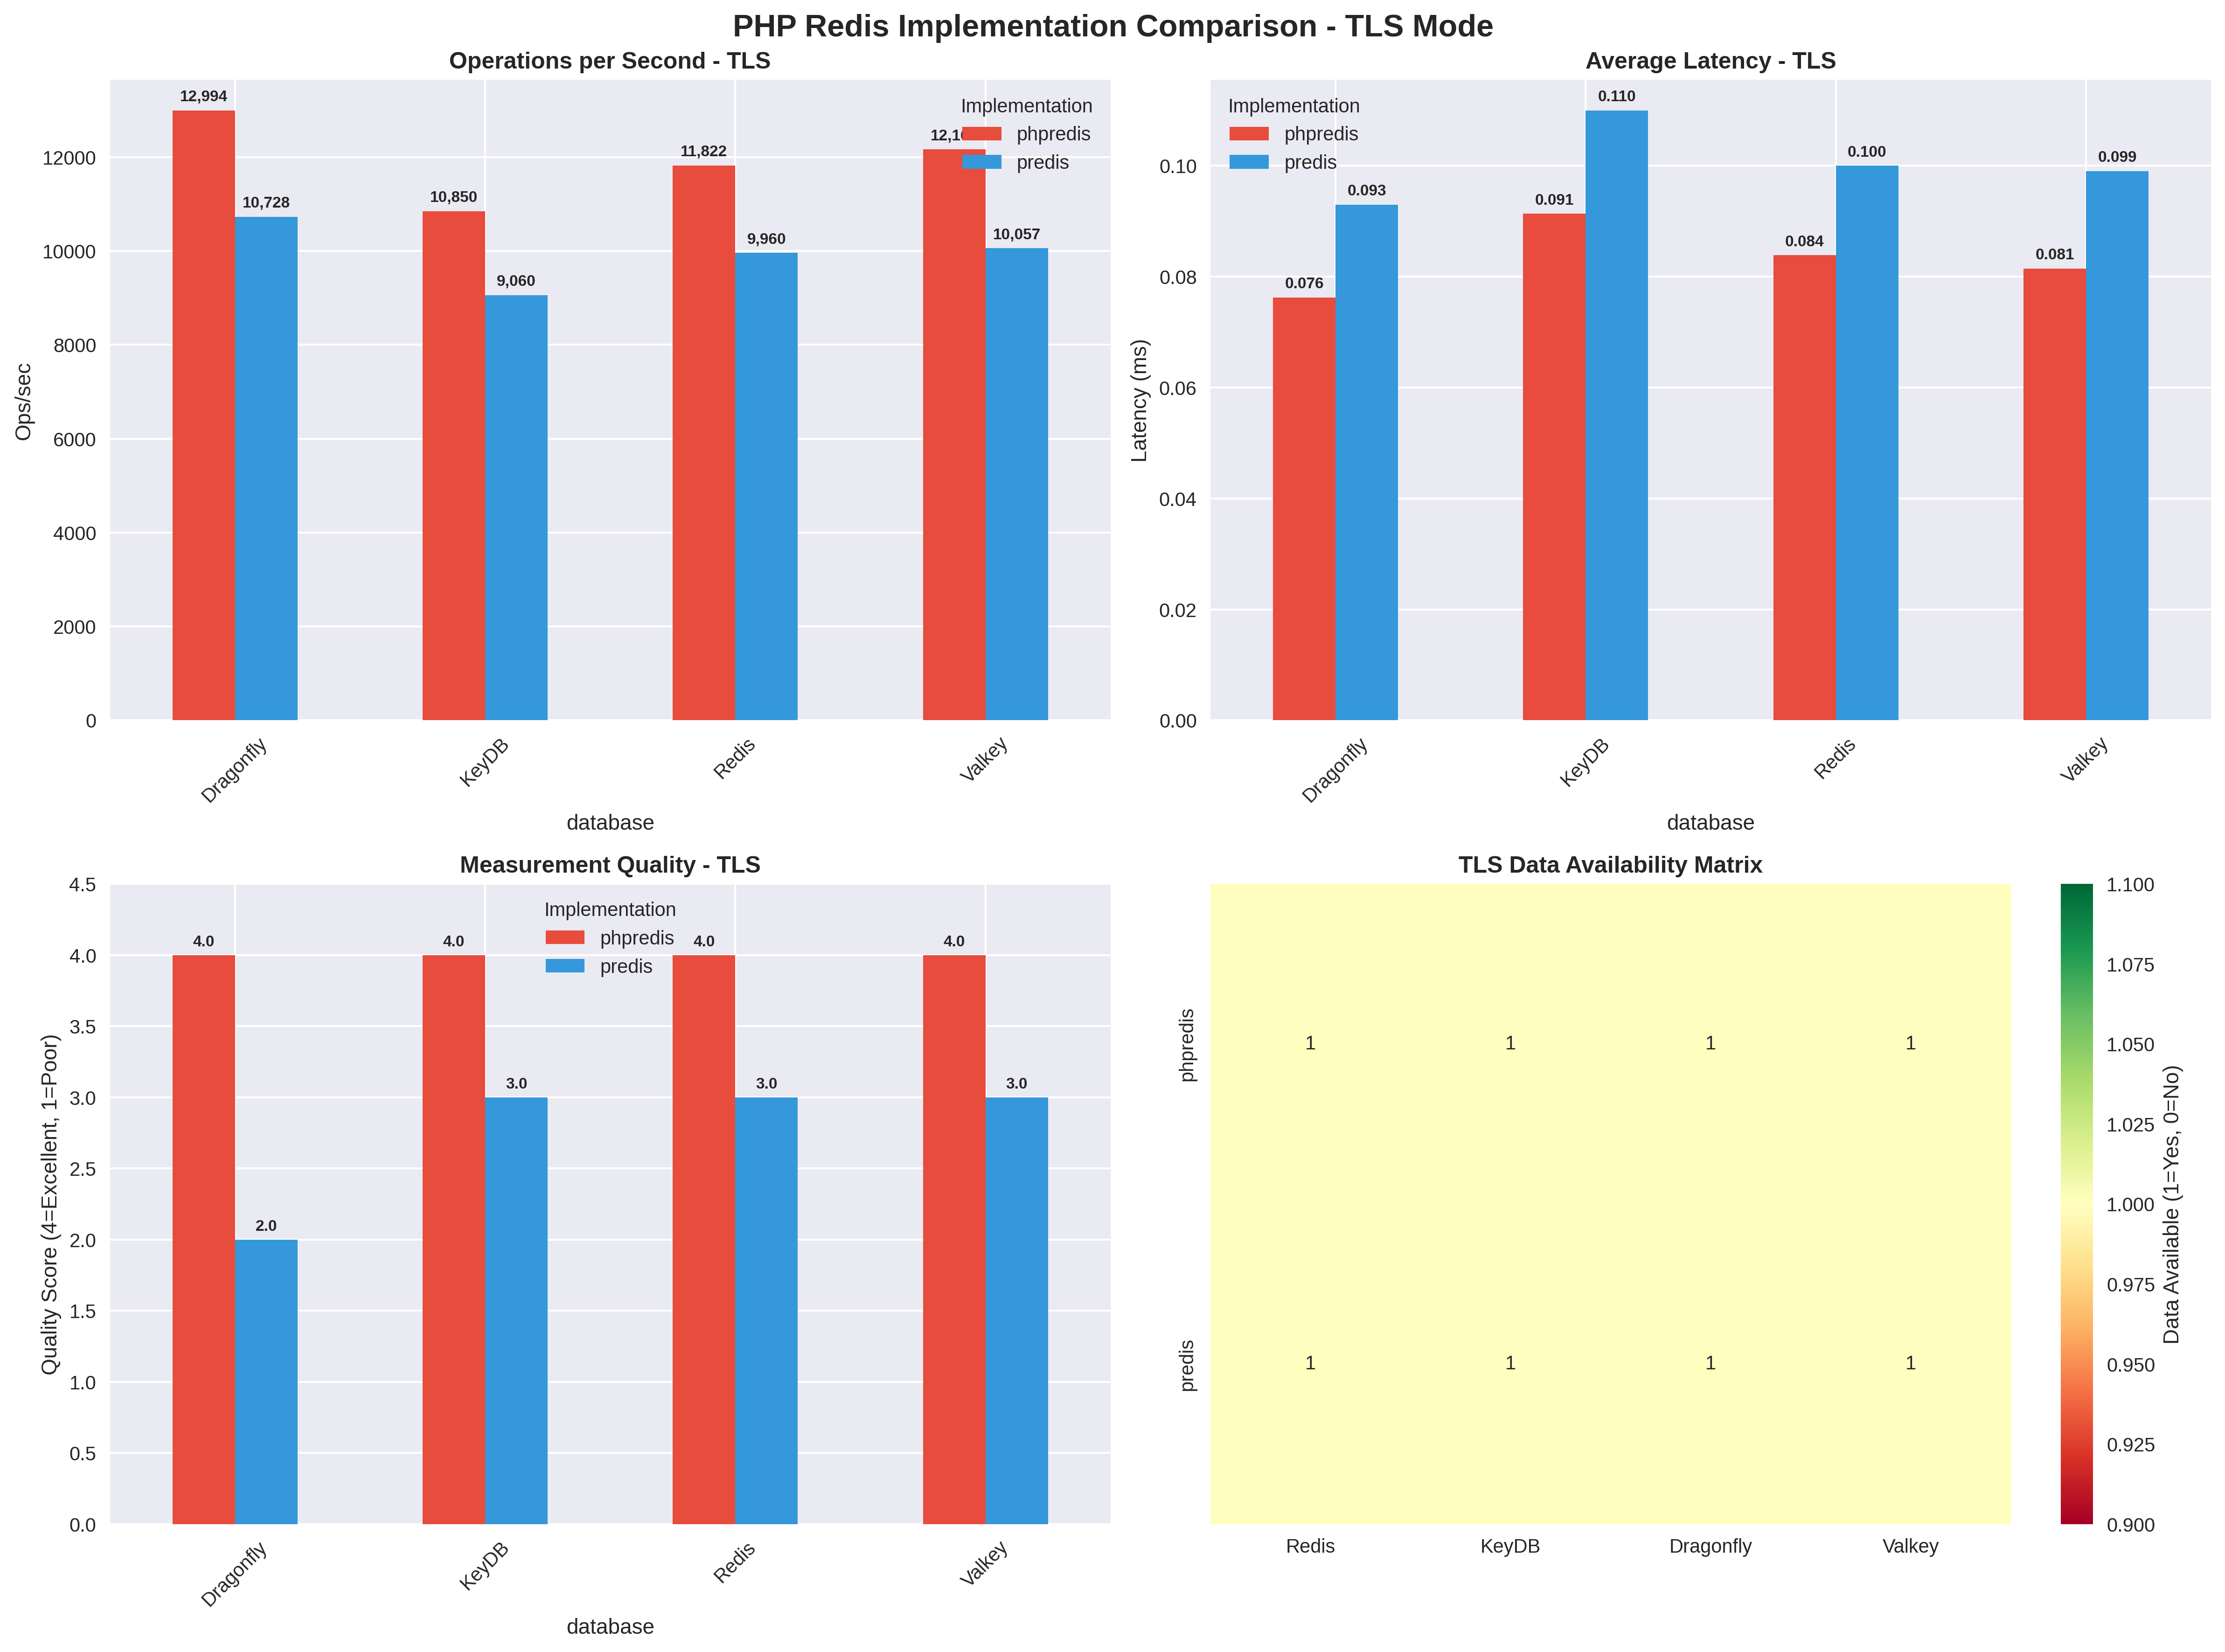 PHP Redis Implementation Comparison - TLS Mode
Operations per Second - TLS
Ops/sec
12000
10000
8000
6000
4000
2000
0
12,994
10,728
10,850
9,060
11,822
9,960
10,057
Implementation
phpredis
predis
Dragonfly
KeyDB
Redis
Valkey
database
Average Latency - TLS
Latency (ms)
0.10
0.08
0.06
0.04
0.02
0.00
Implementation
phpredis
predis
0.076
0.093
0.091
0.110
0.084
0.100
0.081
0.099
Dragonfly
KeyDB
Redis
Valkey
database
Measurement Quality - TLS
Quality Score (4=Excellent, 1=Poor)
4.5
4.0
3.5
3.0
2.5
2.0
1.5
1.0
0.5
0.0
4.0
2.0
4.0
3.0
4.0
3.0
4.0
3.0
Implementation
phpredis
predis
Dragonfly
KeyDB
Redis
Valkey
database
TLS Data Availability Matrix
phpredis
1 1 1 1
predis
1 1 1 1
Redis KeyDB Dragonfly Valkey
1.100
1.075
1.050
1.025
1.000
0.975
0.950
0.925
0.900
Data Available (1=Yes, 0=No)